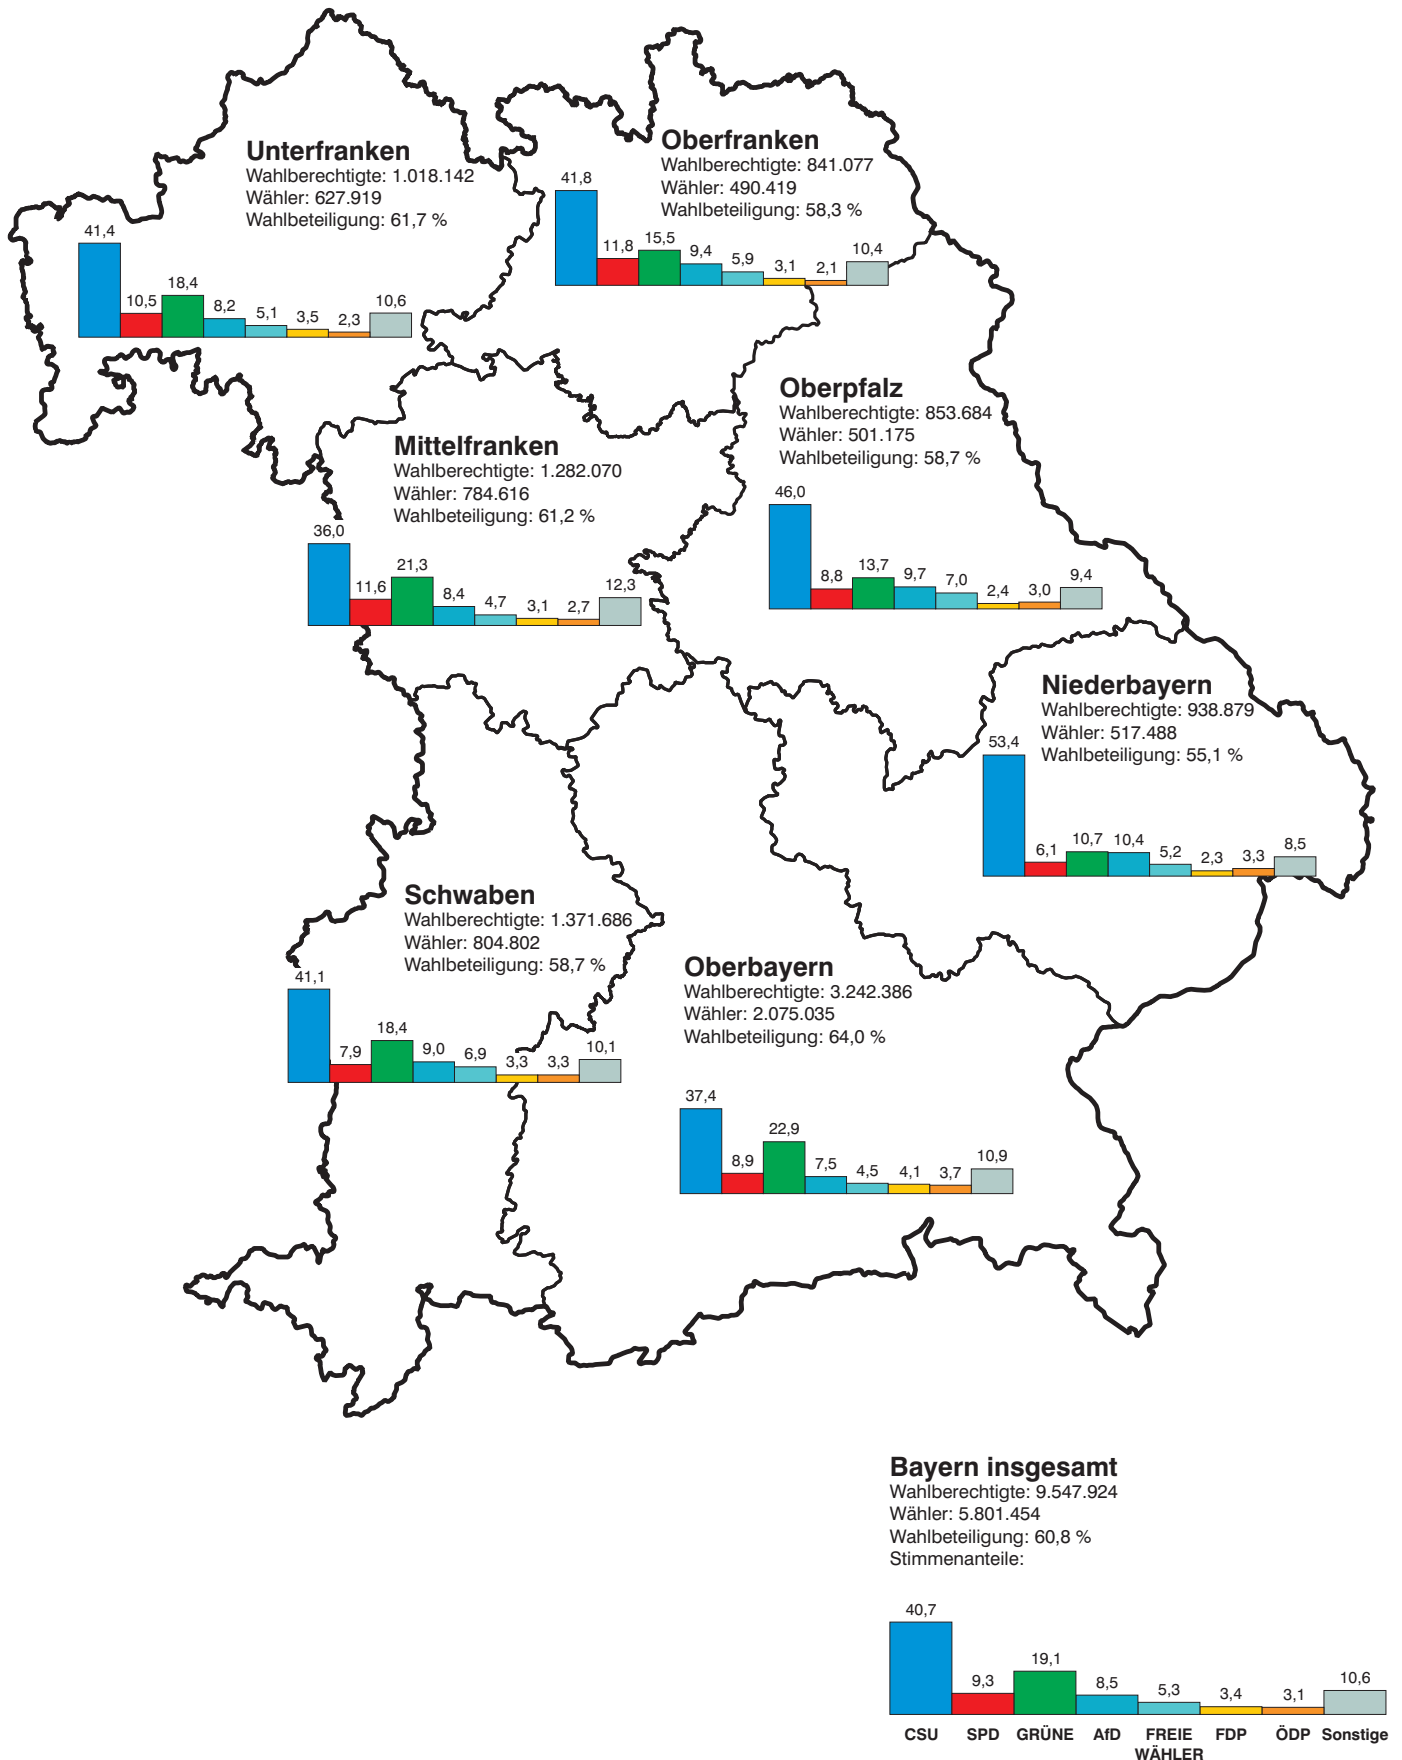 Unterfranken
Wahlberechtigte: 1.018.142
Wähler: 627.919
Wahlbeteiligung: 61,7 %
41,4
10,5
18,4
8,2
5,1
3,5
2,3
10,6
Oberfranken
Wahlberechtigte: 841.077
Wähler: 490.419
Wahlbeteiligung: 58,3 %
41,8
11,8
15,5
9,4
5,9
3,1
2,1
10,4
Oberpfalz
Wahlberechtigte: 853.684
Wähler: 501.175
Wahlbeteiligung: 58,7 %
46,0
8,8
13,7
9,7
7,0
2,4
3,0
9,4
Mittelfranken
Wahlberechtigte: 1.282.070
Wähler: 784.616
Wahlbeteiligung: 61,2 %
36,0
11,6
21,3
8,4
4,7
3,1
2,7
12,3
Niederbayern
Wahlberechtigte: 938.879
Wähler: 517.488
Wahlbeteiligung: 55,1 %
53,4
6,1
10,7
10,4
5,2
2,3
3,3
8,5
Schwaben
Wahlberechtigte: 1.371.686
Wähler: 804.802
Wahlbeteiligung: 58,7 %
41,1
7,9
18,4
9,0
6,9
3,3
3,3
10,1
Oberbayern
Wahlberechtigte: 3.242.386
Wähler: 2.075.035
Wahlbeteiligung: 64,0 %
37,4
8,9
22,9
7,5
4,5
4,1
3,7
10,9
Bayern insgesamt
Wahlberechtigte: 9.547.924
Wähler: 5.801.454
Wahlbeteiligung: 60,8 %
Stimmenanteile:
40,7
9,3
19,1
8,5
5,3
3,4
3,1
10,6
CSU SPD GRÜNE AfD FREIE FDP ÖDP Sonstige
WÄHLER